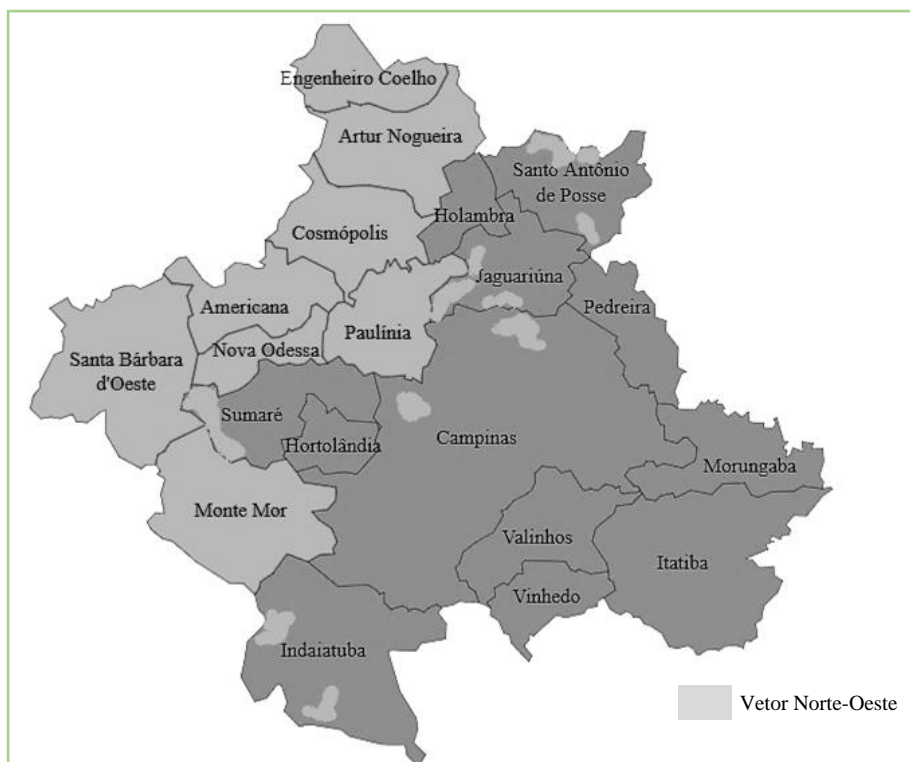 Engenheiro Coelho
Artur Nogueira
Santo Antônio
de Posse
Holambra
Cosmópolis
Jaguariúna
Americana
Pedreira
Paulínia
Nova Odessa
Santa Bárbara
d'Oeste
Sumaré
Campinas
Hortolândia
Morungaba
Monte Mor
Valinhos
Itatiba
Vinhedo
Indaiatuba
Vetor Norte-Oeste